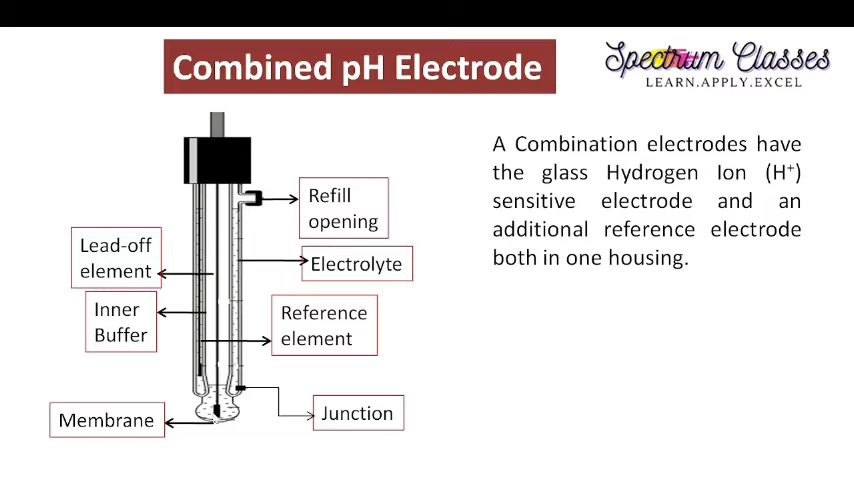 Combined pH Electrode
Spectrum Classes
LEARN.APPLY.EXCEL
A Combination electrodes have
the glass Hydrogen Ion (H⁺)
sensitive electrode and an
additional reference electrode
both in one housing.
Refill
opening
Lead-off
element
Electrolyte
Inner
Buffer
Reference
element
Membrane
Junction